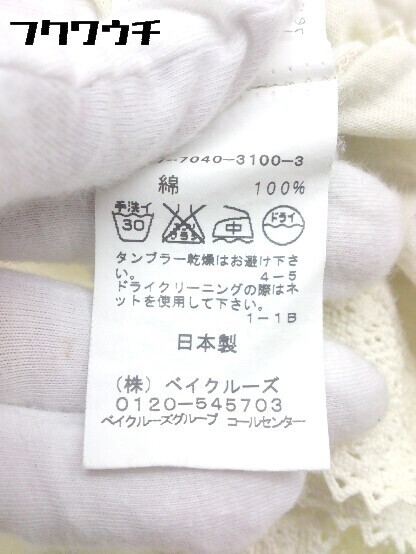 フクワウチ
-7040-3100-3
綿 100%
手洗イ
30
中
ドライ
タンブラー乾燥はお避け下さ
い。 4-5
ドライクリーニングの際はネ
ットを使用して下さい。
1-1B
日本製
(株)ベイクルーズ
0120-545703
ベイクルーズグループ コールセンター